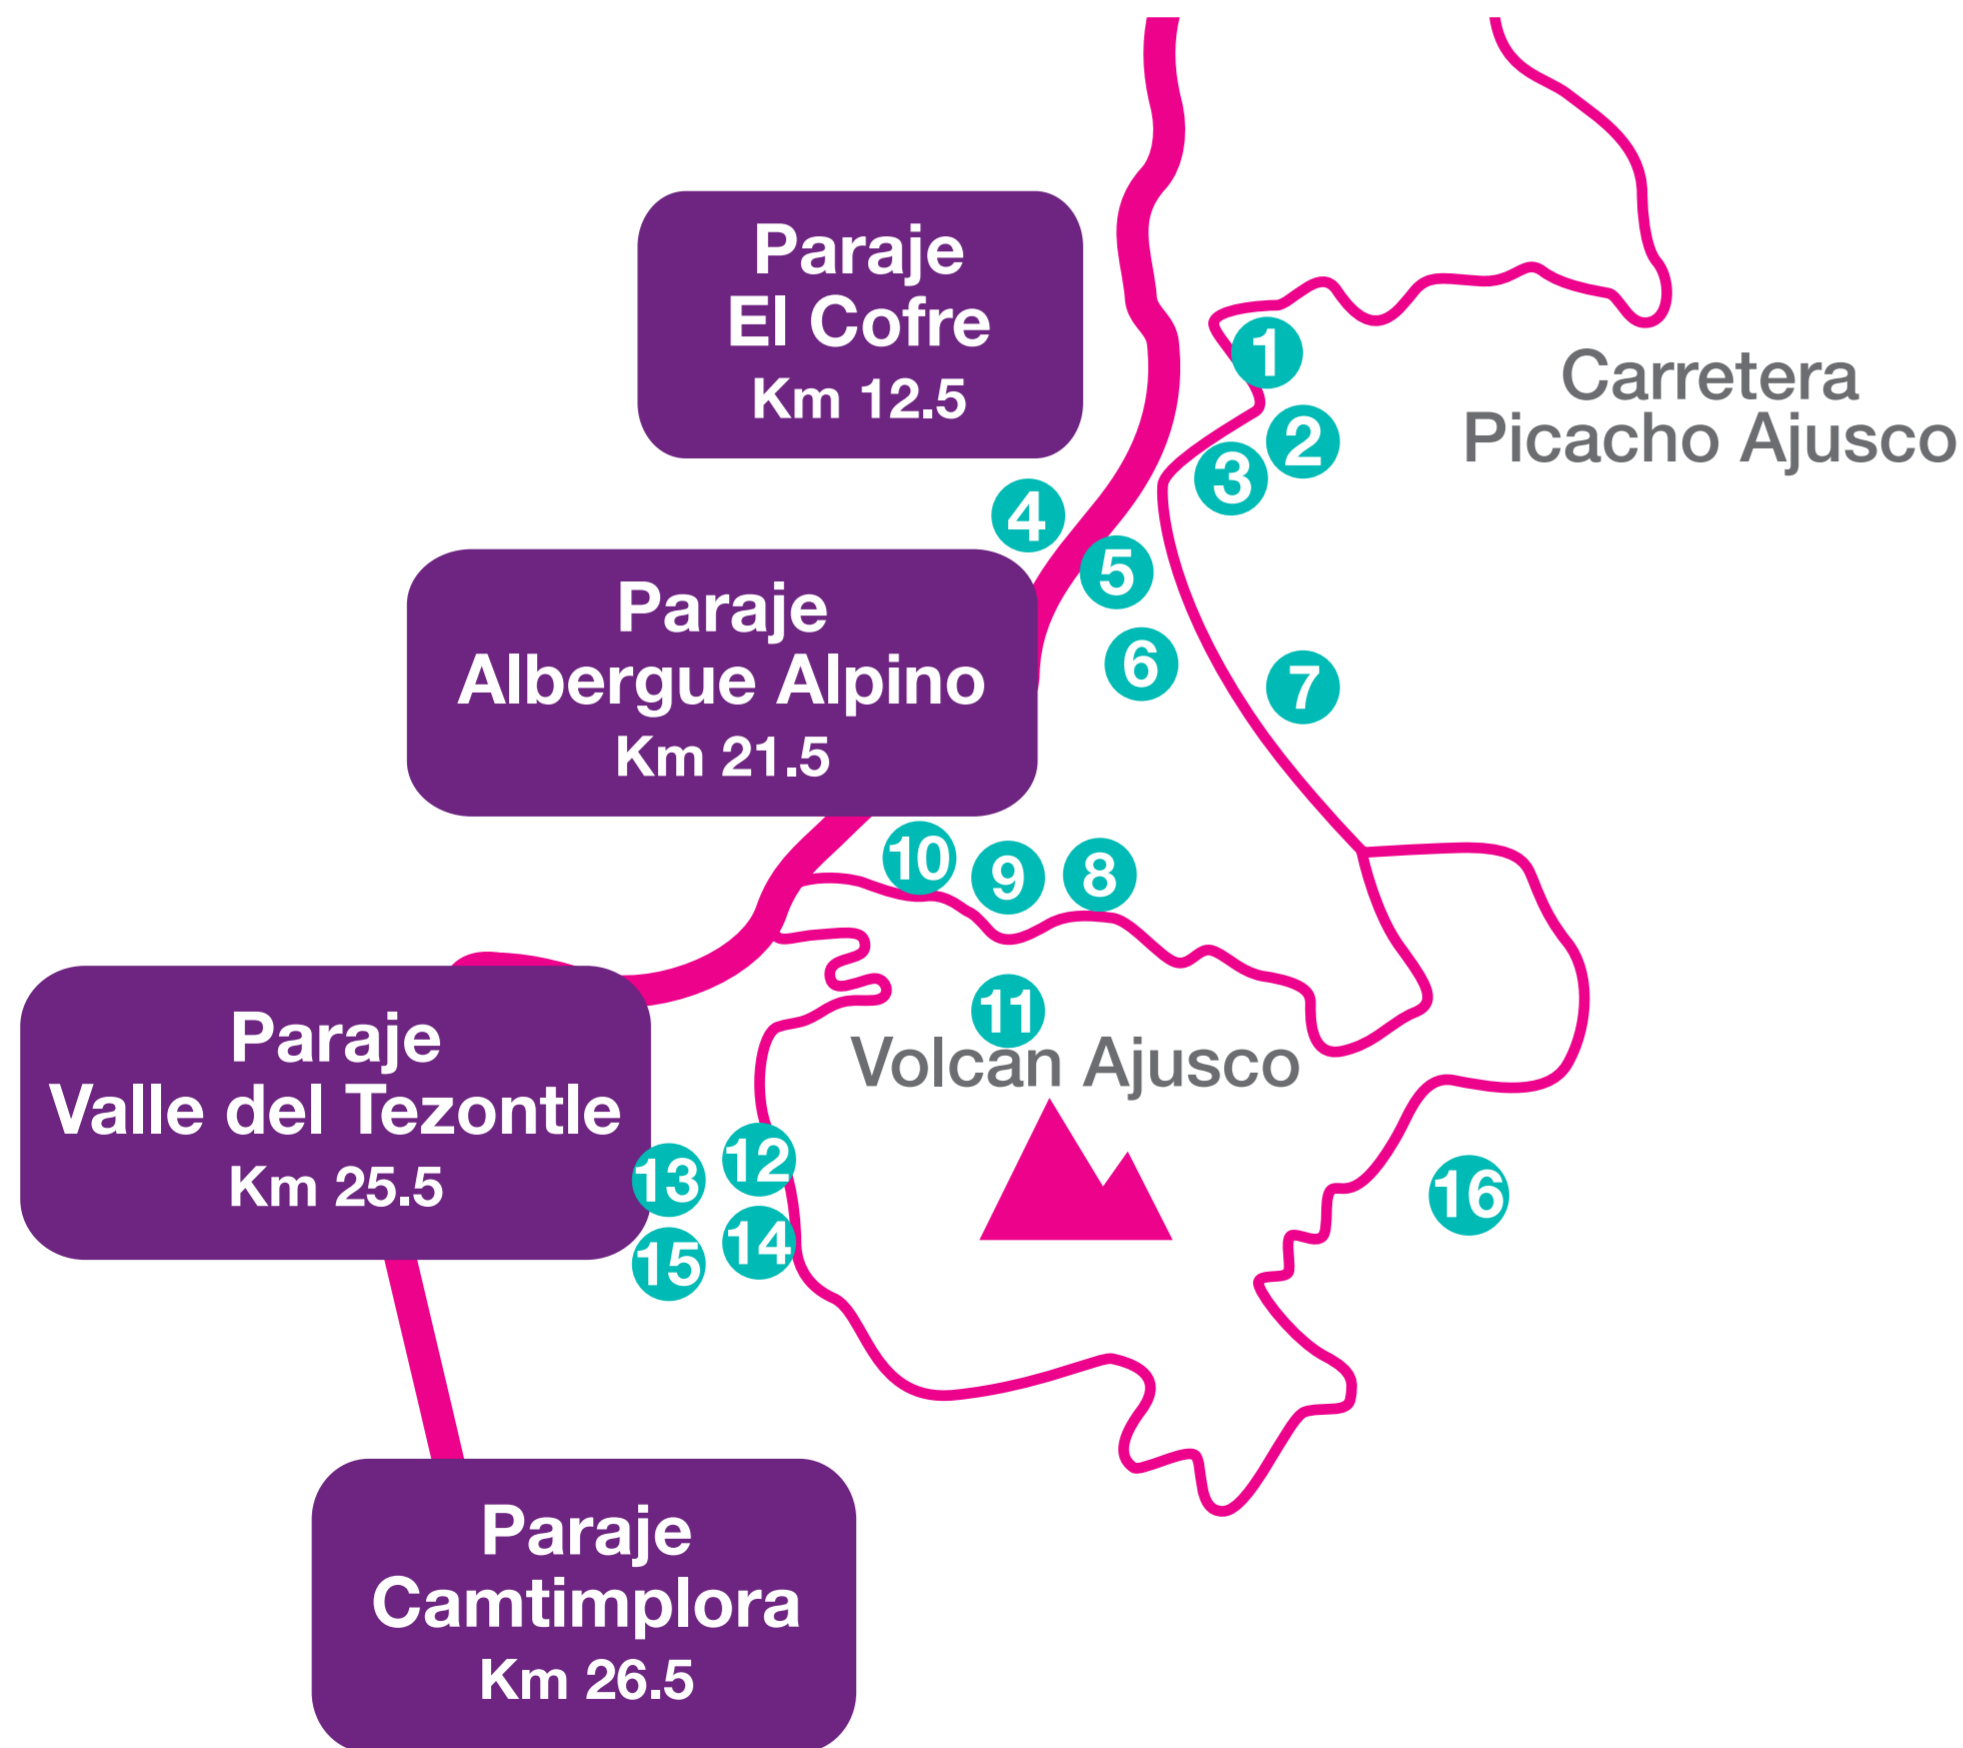 Paraje
El Cofre
Km 12.5
1
Carretera
Picacho Ajusco
2
3
4
5
Paraje
Albergue Alpino
Km 21.5
6
7
10
9
8
11
Volcán Ajusco
Paraje
Valle del Tezontle
Km 25.5
13
12
15
14
16
Paraje
Camtimplora
Km 26.5